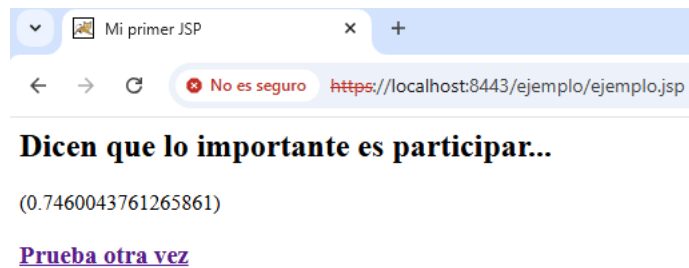 Mi primer JSP
No es seguro https://localhost:8443/ejemplo/ejemplo.jsp
Dicen que lo importante es participar...
(0.7460043761265861)
Prueba otra vez